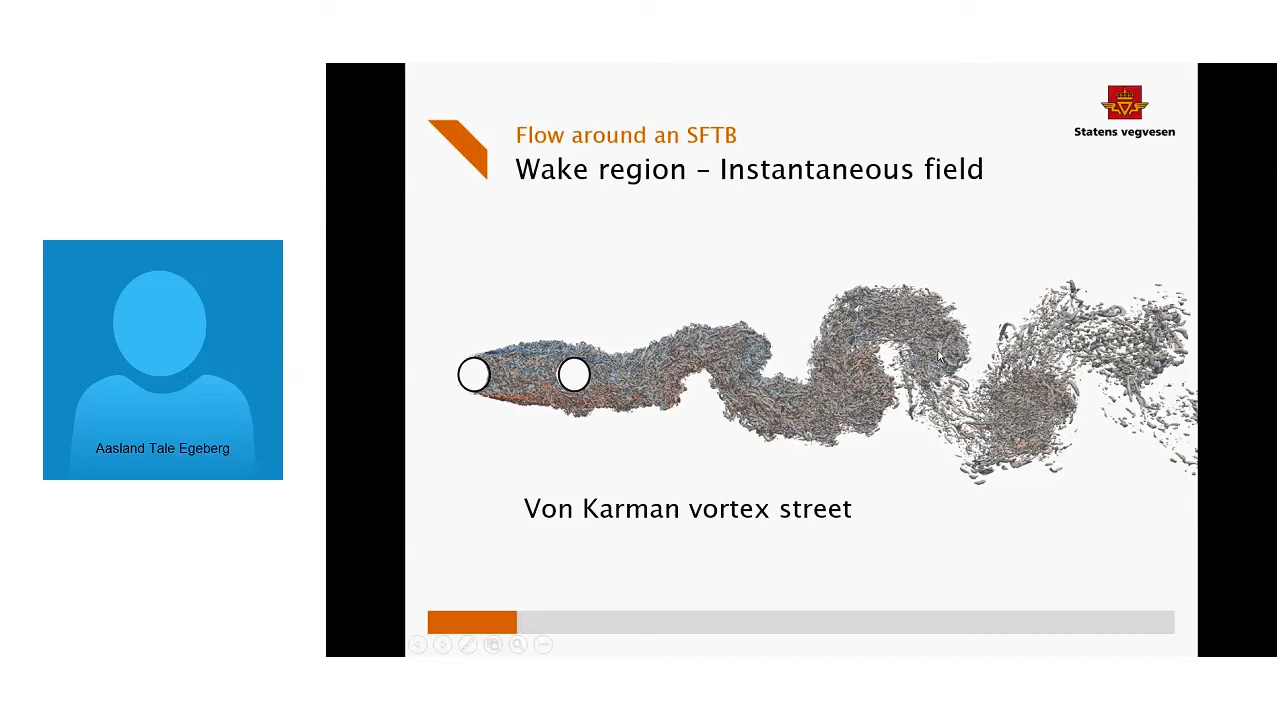 Flow around an SFTB
Wake region – Instantaneous field
Statens vegvesen
Aasland Tale Egeberg
Von Karman vortex street